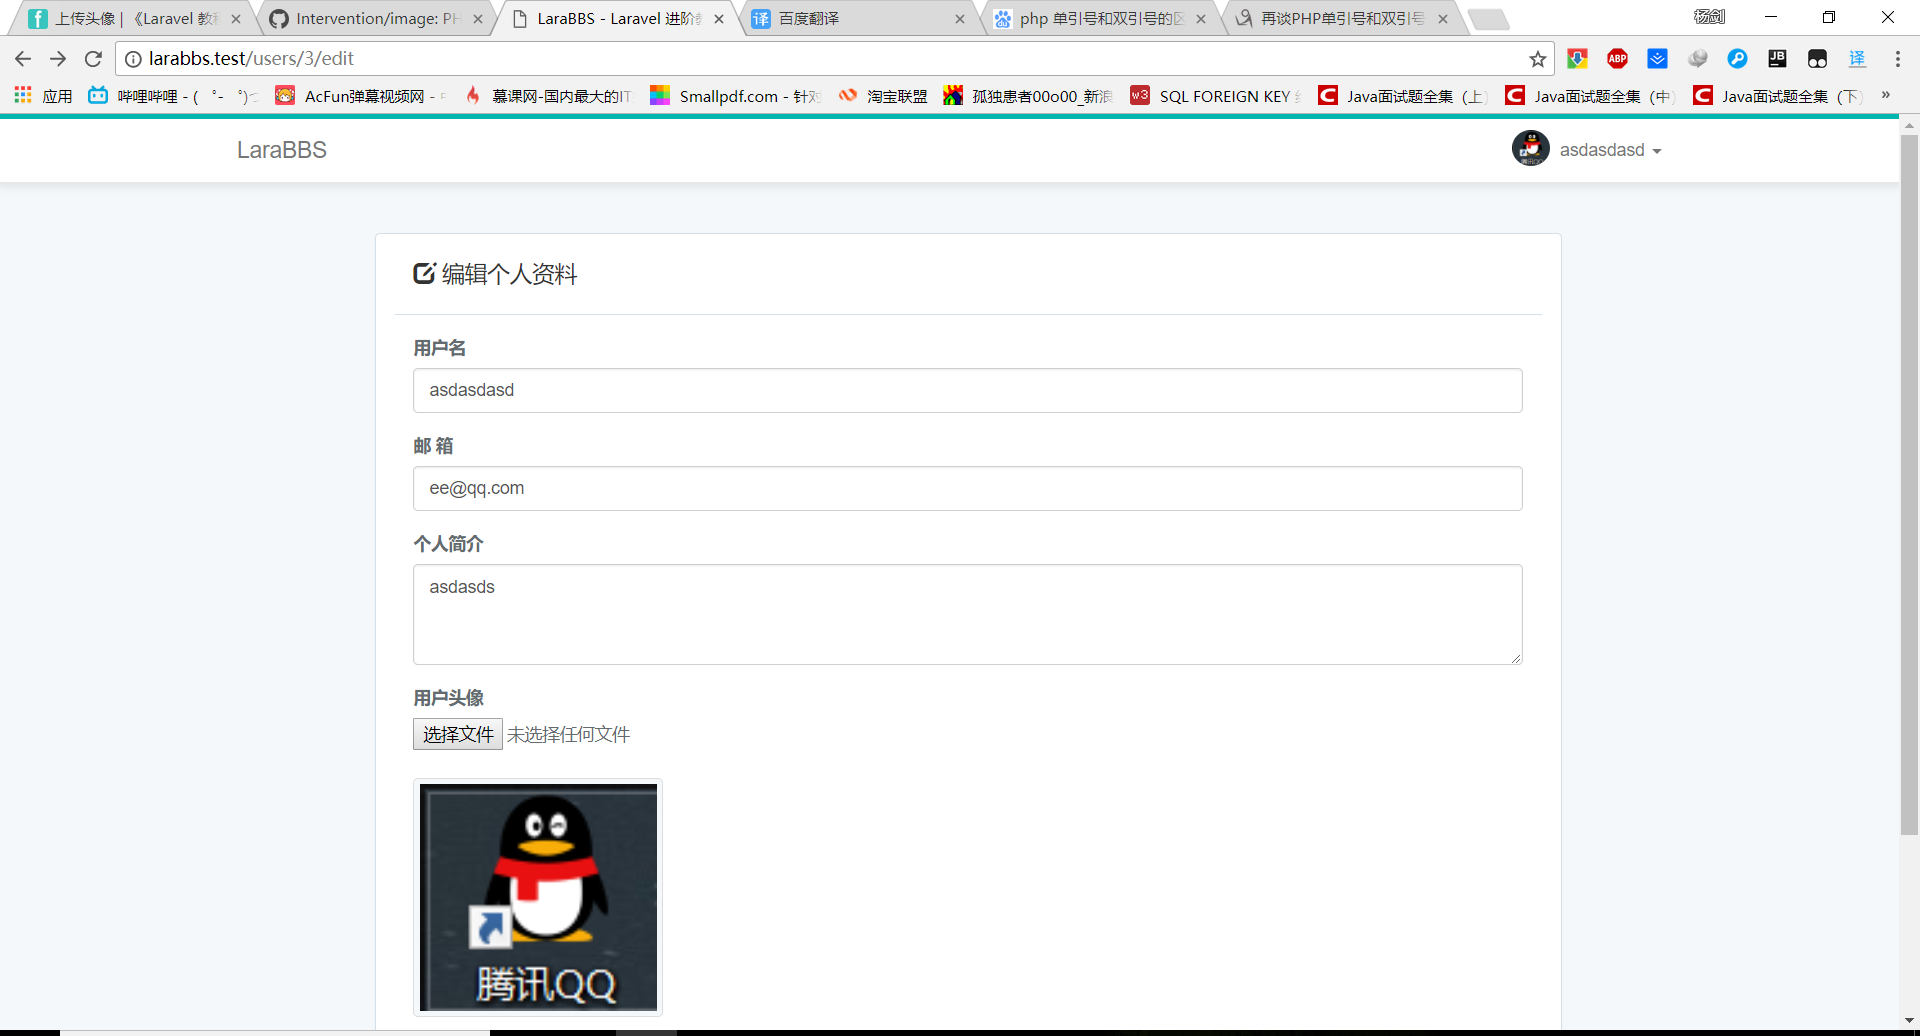 上传头像 | 《Laravel 教
Intervention/image: PH
LaraBBS - Laravel 进阶
百度翻译
php 单引号和双引号的区
再谈PHP单引号和双引号
杨剑
larabbs.test/users/3/edit
应用
哔哩哔哩 - ( ゜- ゜)つ
AcFun弹幕视频网 -
慕课网-国内最大的IT
Smallpdf.com - 针对
淘宝联盟
孤独患者00o00_新浪
SQL FOREIGN KEY
Java面试题全集（上）
Java面试题全集（中）
Java面试题全集（下）
»
LaraBBS
asdasdasd
编辑个人资料
用户名
asdasdasd
邮 箱
ee@qq.com
个人简介
asdasds
用户头像
选择文件 未选择任何文件
腾讯QQ